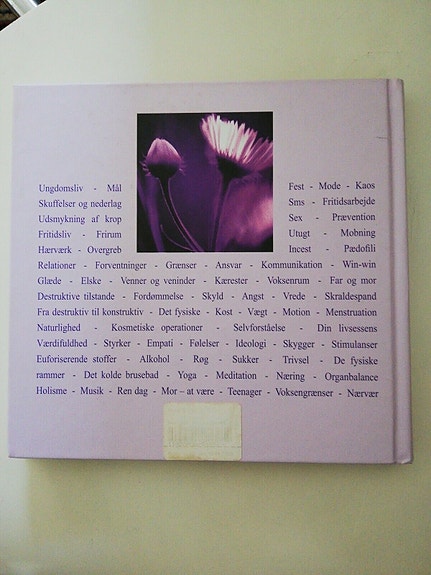 Ungdomsliv - Mål
Skuffelser og nederlag
Udsmykning af krop
Fritidsliv - Frirum
Hærværk - Overgreb
Fest - Mode - Kaos
Sms - Fritidsarbejde
Sex - Prævention
Utugt - Mobning
Incest - Pædofili
Relationer - Forventninger - Grænser - Ansvar - Kommunikation - Win-win
Glæde - Elske - Venner og veninder - Kærester - Voksenrum - Far og mor
Destruktive tilstande - Fordømmelse - Skyld - Angst - Vrede - Skraldespand
Fra destruktiv til konstruktiv - Det fysiske - Kost - Vægt - Motion - Menstruation
Naturlighed - Kosmetiske operationer - Selvforståelse - Din livsessens
Værdifuldhed - Styrker - Empati - Følelser - Ideologi - Skygger - Stimulanser
Euforiserende stoffer - Alkohol - Røg - Sukker - Trivsel - De fysiske
rammer - Det kolde brusebad - Yoga - Meditation - Næring - Organbalance
Holisme - Musik - Ren dag - Mor – at være - Teenager - Voksengrænser - Nærvær